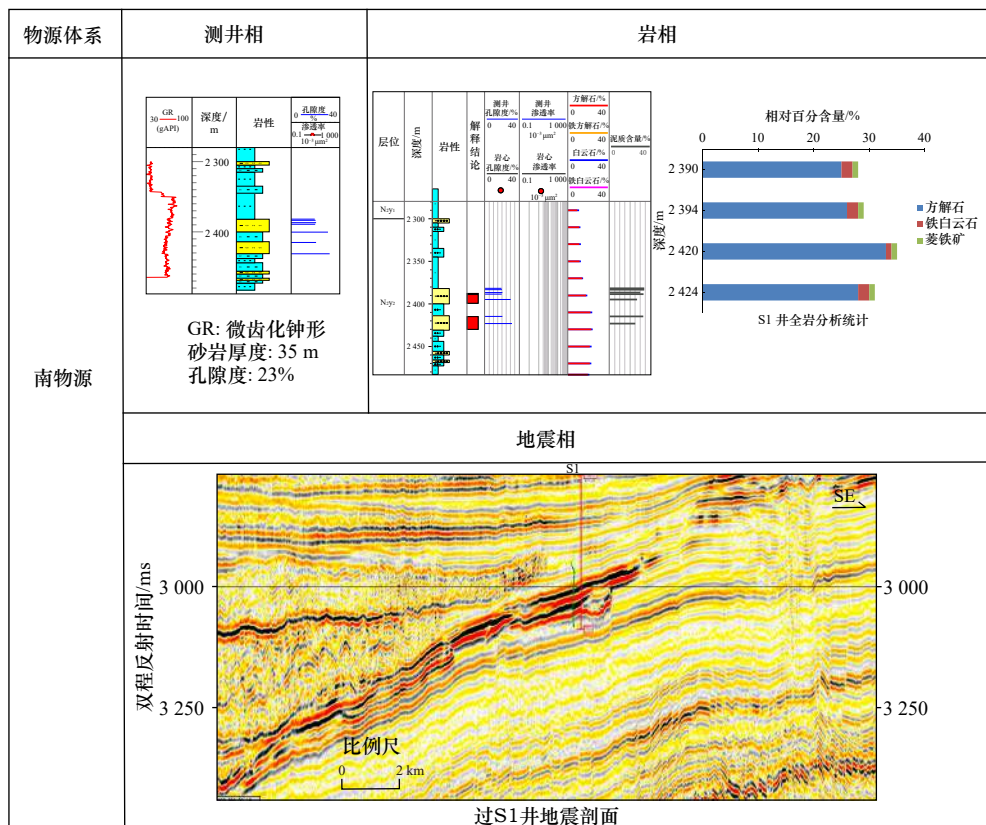 物源体系
测井相
岩相
南物源
GR
30 100
(gAPI)
深度/
m
岩性
孔隙度
0 % 40
渗透率
0.1 1 000
10⁻³ μm²
2 300
2 400
GR: 微齿化钟形
砂岩厚度: 35 m
孔隙度: 23%
层位
深度/m
岩性
解释结论
测井
孔隙度/%
0 40
岩心
孔隙度/%
0 40
测井
渗透率
0.1 1 000
10⁻³ μm²
岩心
渗透率
0.1 1 000
10⁻³ μm²
方解石/%
0 40
铁方解石/%
0 40
白云石/%
0 40
铁白云石/%
0 40
泥质含量/%
0 40
N₂y₁
N₂y₂
2 300
2 350
2 400
2 450
相对百分含量/%
0 10 20 30 40
深度/m
2 390
2 394
2 420
2 424
方解石
铁白云石
菱铁矿
S1 井全岩分析统计
地震相
S1
SE
双程反射时间/ms
3 000
3 000
3 250
3 250
比例尺
0 2 km
过S1井地震剖面